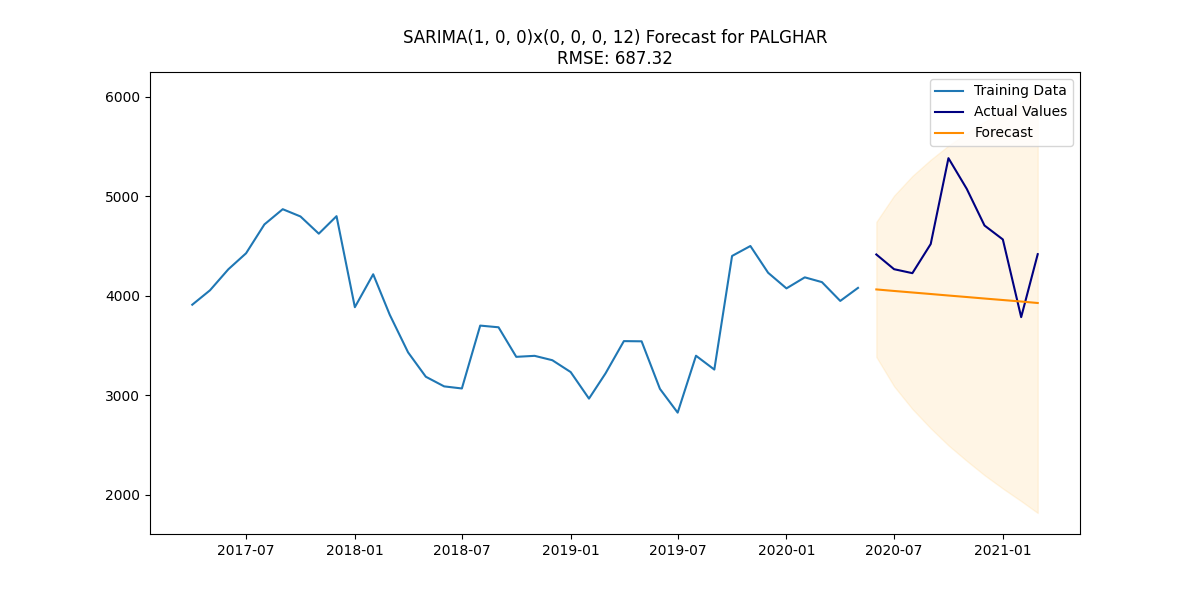 SARIMA(1, 0, 0)x(0, 0, 0, 12) Forecast for PALGHAR
RMSE: 687.32
Training Data
Actual Values
Forecast
6000
5000
4000
3000
2000
2017-07
2018-01
2018-07
2019-01
2019-07
2020-01
2020-07
2021-01